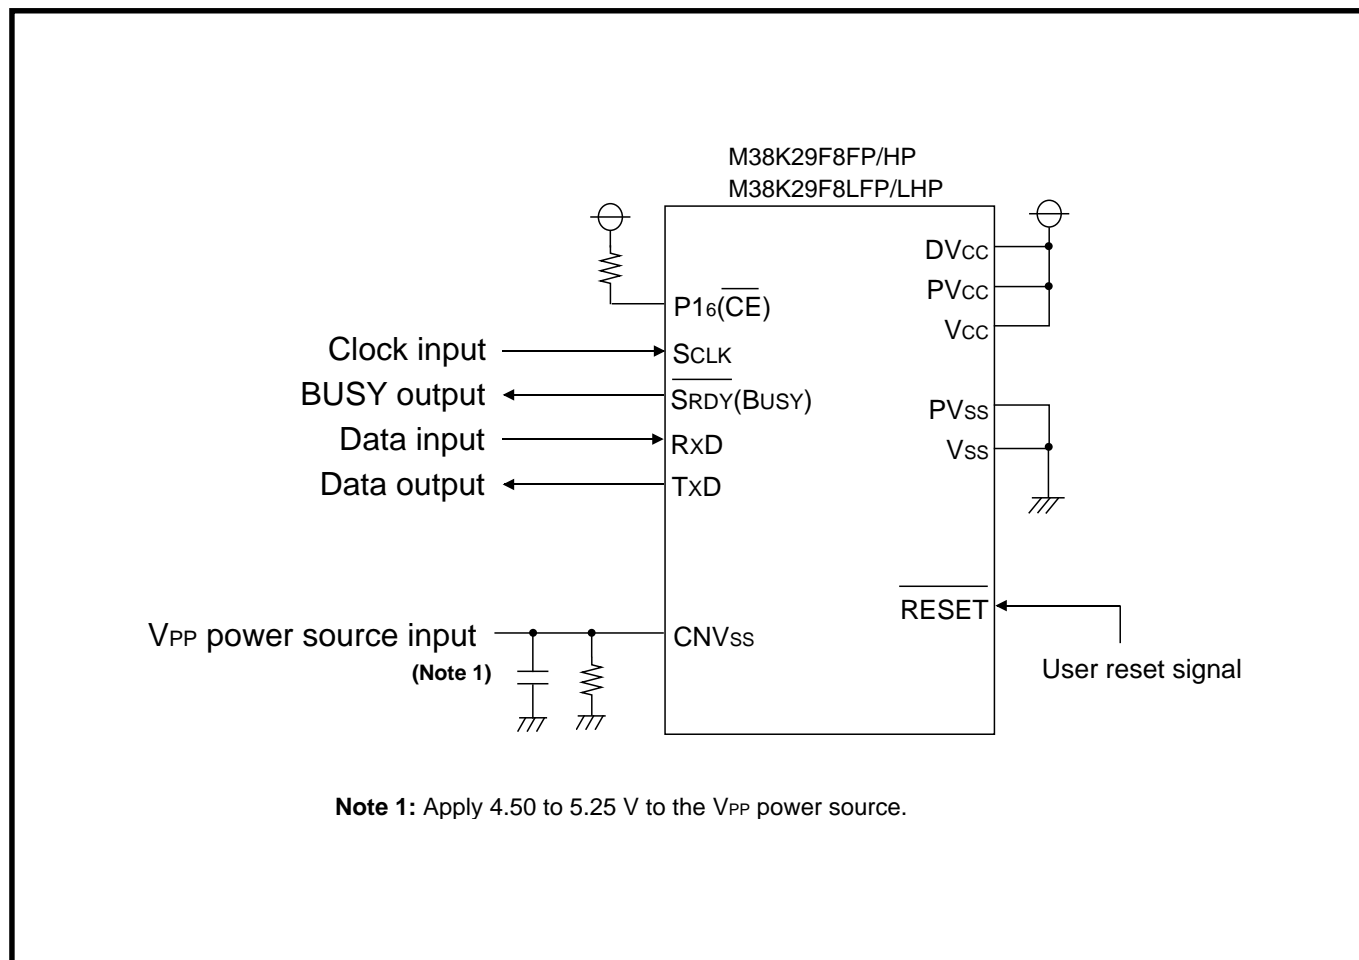 M38K29F8FP/HP
M38K29F8LFP/LHP
DVCC
PVCC
P16(CE)
VCC
Clock input
SCLK
BUSY output
SRDY(BUSY)
PVSS
Data input
RXD
VSS
Data output
TXD
RESET
VPP power source input
CNVSS
(Note 1)
User reset signal
Note 1: Apply 4.50 to 5.25 V to the VPP power source.